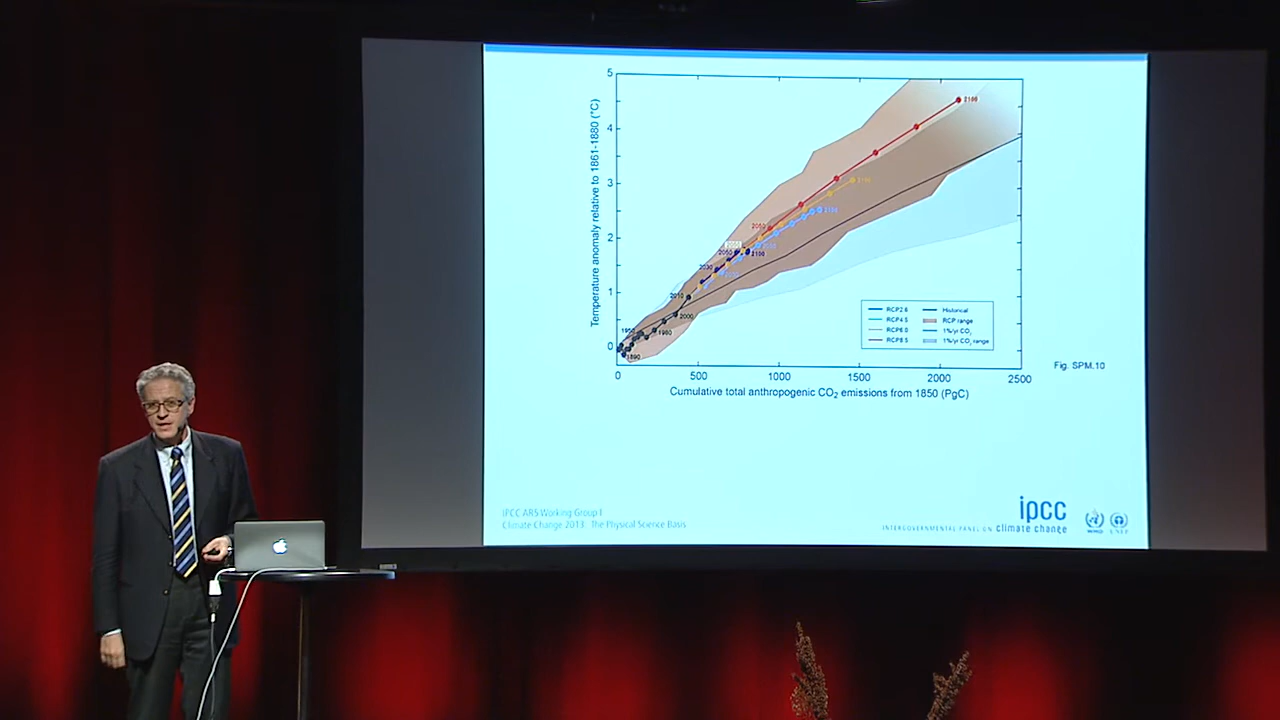 5
4
3
2
1
0
Temperature anomaly relative to 1861-1880 (°C)
2100
2100
2100
2050
2050
2100
2030
2010
2000
1950
1980
1890
RCP2.6
Historical
RCP4.5
RCP range
RCP6.0
1%/yr CO₂
RCP8.5
1%/yr CO₂ range
0
500
1000
1500
2000
2500
Cumulative total anthropogenic CO₂ emissions from 1850 (PgC)
Fig. SPM.10
IPCC AR5 Working Group I
Climate Change 2013: The Physical Science Basis
ipcc
INTERGOVERNMENTAL PANEL ON climate change
WMO
UNEP